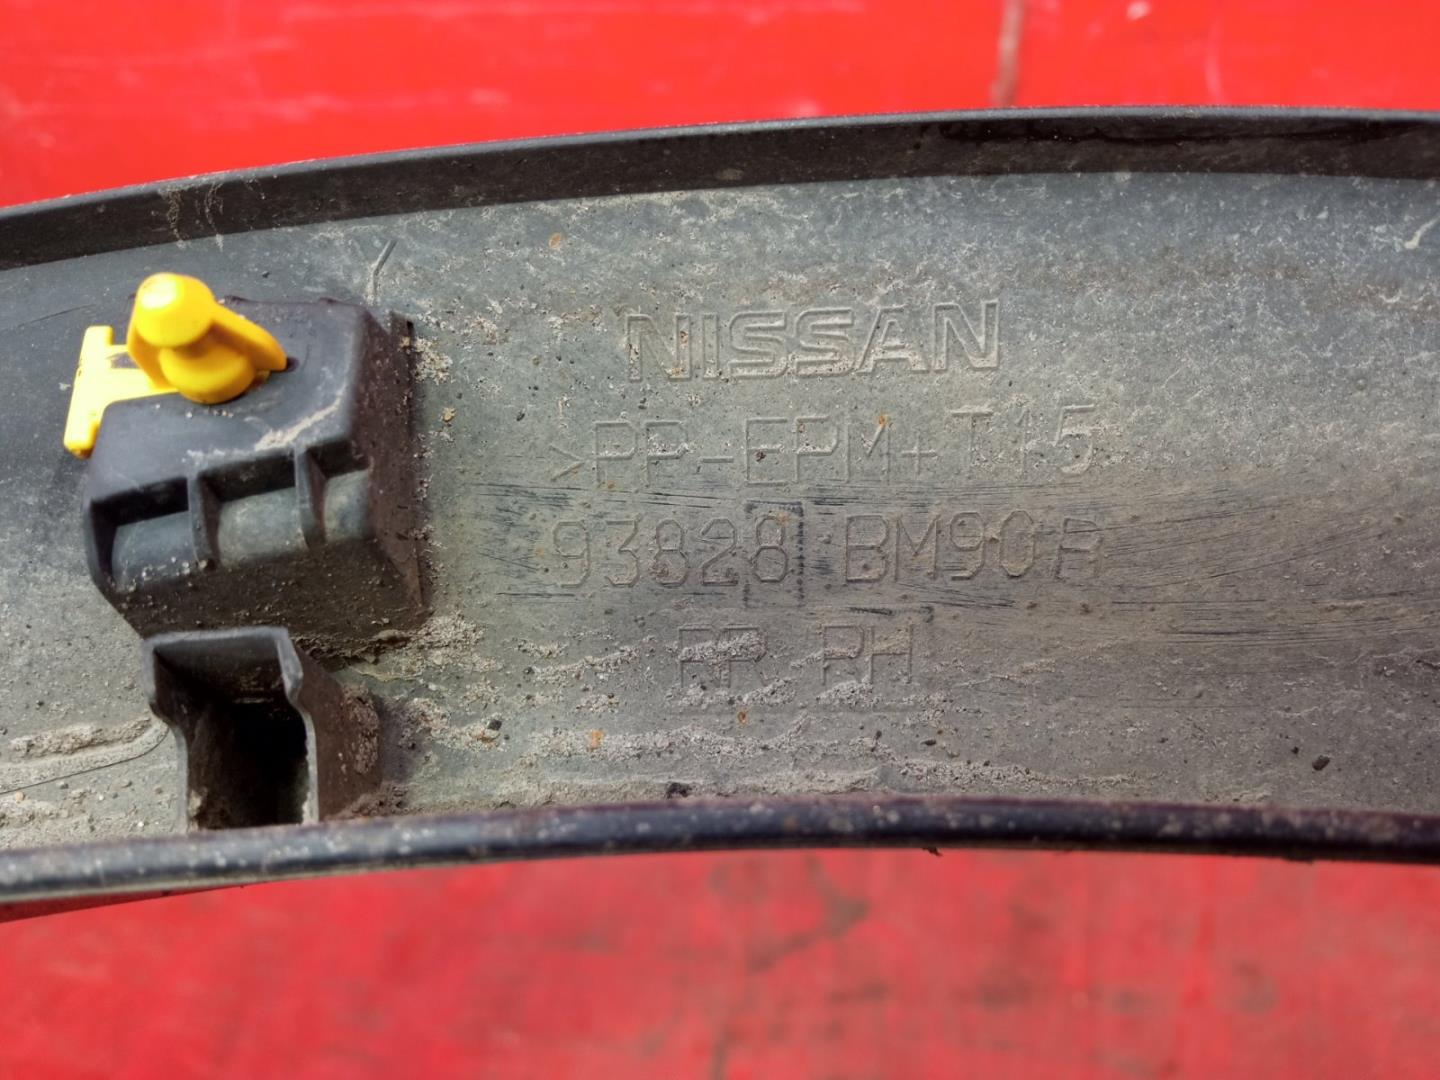 NISSAN
>PP-EPM+T15
93828 BM90B
RR RH